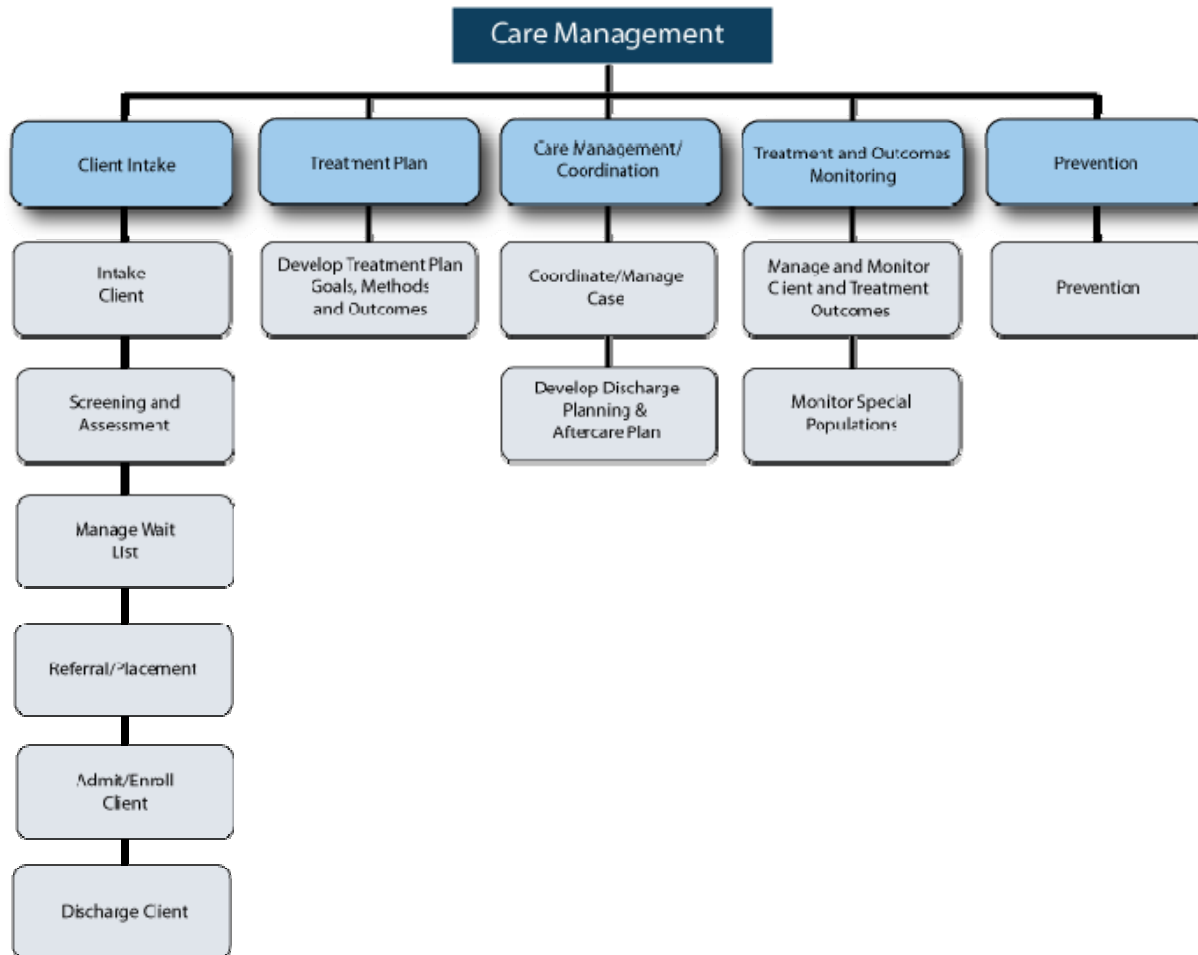 Care Management
Client Intake
Treatment Plan
Care Management/
Coordination
Treatment and Outcomes
Monitoring
Prevention
Intake
Client
Develop Treatment Plan
Goals, Methods
and Outcomes
Coordinate/Manage
Case
Manage and Monitor
Client and Treatment
Outcomes
Prevention
Screening and
Assessment
Develop Discharge
Planning &
Aftercare Plan
Monitor Special
Populations
Manage Wait
List
Referral/Placement
Admit/Enroll
Client
Discharge Client